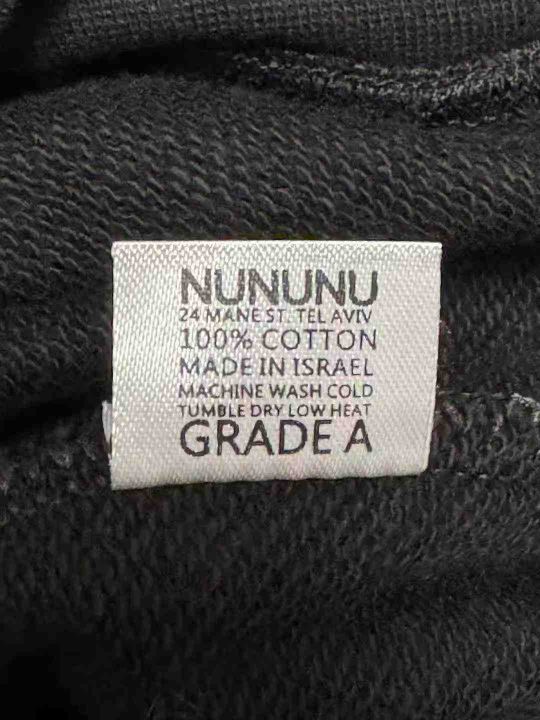 NUNUNU
24 MANE ST. TEL AVIV
100% COTTON
MADE IN ISRAEL
MACHINE WASH COLD
TUMBLE DRY LOW HEAT
GRADE A